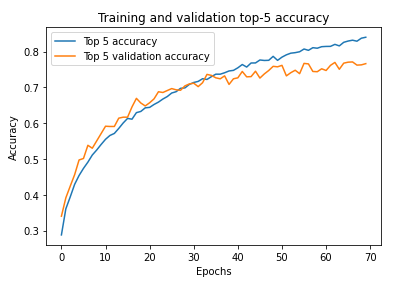 Training and validation top-5 accuracy
Top 5 accuracy
Top 5 validation accuracy
Accuracy
0.8
0.7
0.6
0.5
0.4
0.3
0 10 20 30 40 50 60 70
Epochs